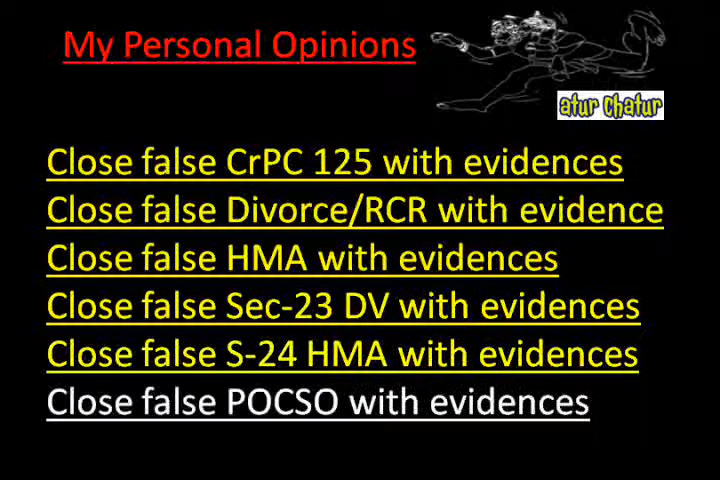 My Personal Opinions
atur Chatur
Close false CrPC 125 with evidences
Close false Divorce/RCR with evidence
Close false HMA with evidences
Close false Sec-23 DV with evidences
Close false S-24 HMA with evidences
Close false POCSO with evidences